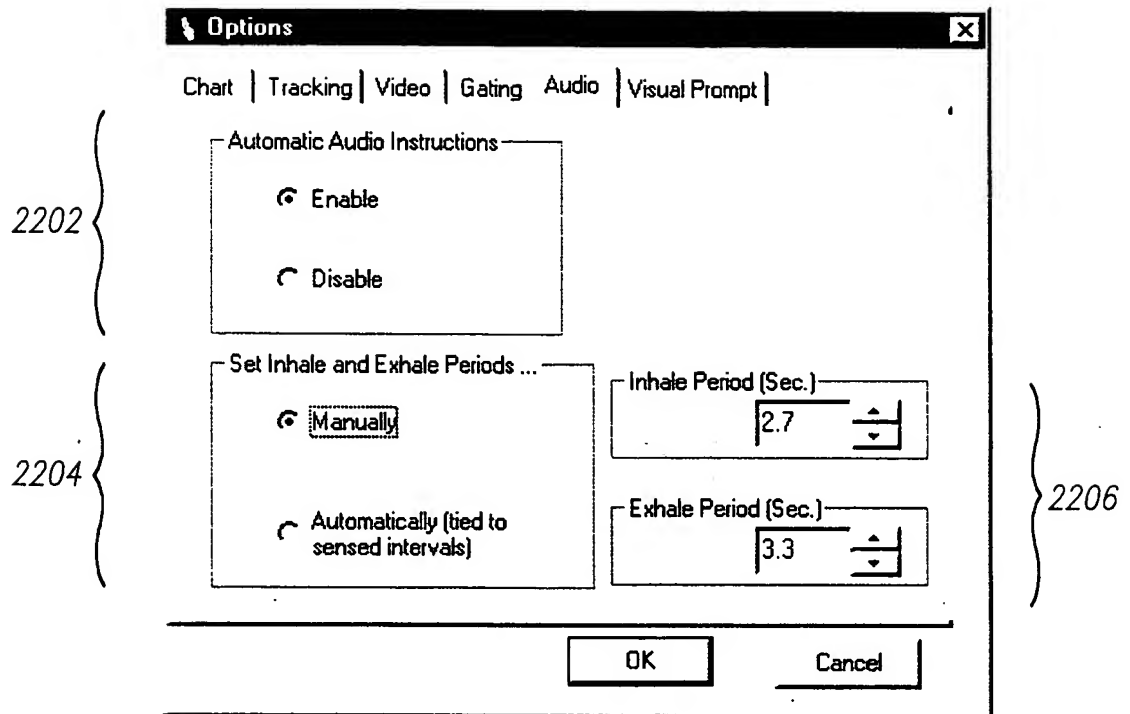 Options
Chart Tracking Video Gating Audio Visual Prompt
Automatic Audio Instructions
Enable
2202
Disable
Set Inhale and Exhale Periods ...
Inhale Period (Sec.)
Manually
2.7
2204
2206
Exhale Period (Sec.)
Automatically (tied to
sensed intervals)
3.3
OK Cancel